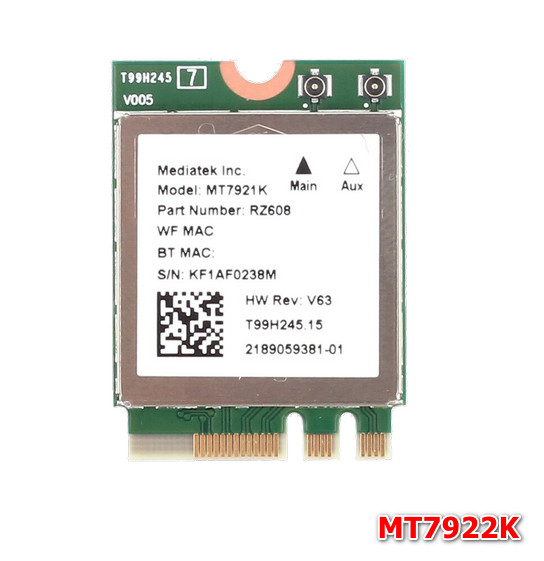 T99H245 7
V005
Mediatek Inc.
Model: MT7921K
Main Aux
Part Number: RZ608
WF MAC
BT MAC:
S/N: KF1AF0238M
HW Rev: V63
T99H245.15
2189059381-01
MT7922K